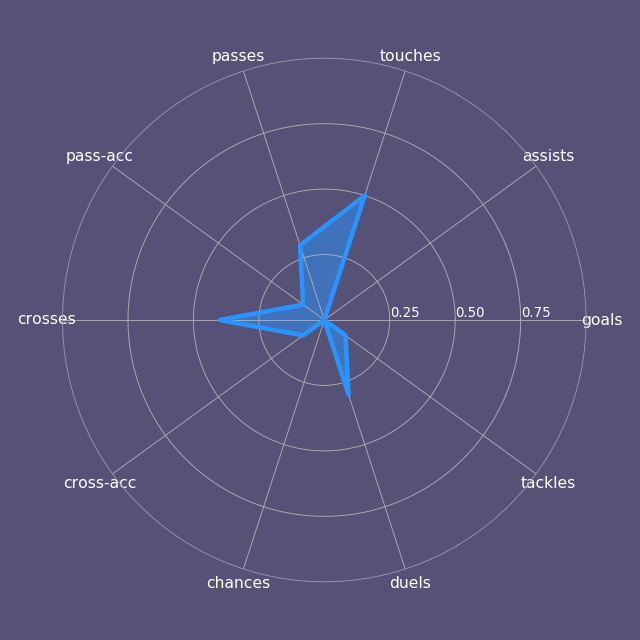 passes
touches
pass-acc
assists
0.25
0.50
0.75
crosses
goals
cross-acc
tackles
chances
duels